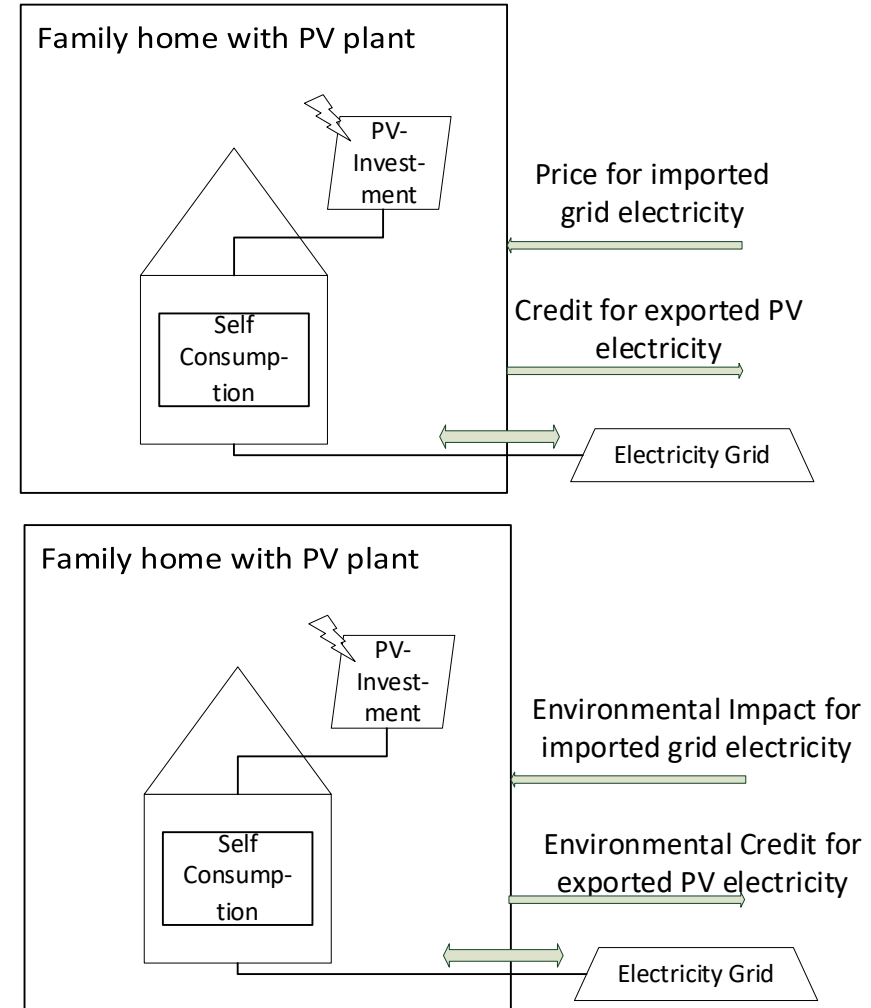 Family home with PV plant
PV-
Invest-
ment
Price for imported
grid electricity
Credit for exported PV
electricity
Self
Consump-
tion
Electricity Grid
Family home with PV plant
PV-
Invest-
ment
Environmental Impact for
imported grid electricity
Environmental Credit for
exported PV electricity
Self
Consump-
tion
Electricity Grid